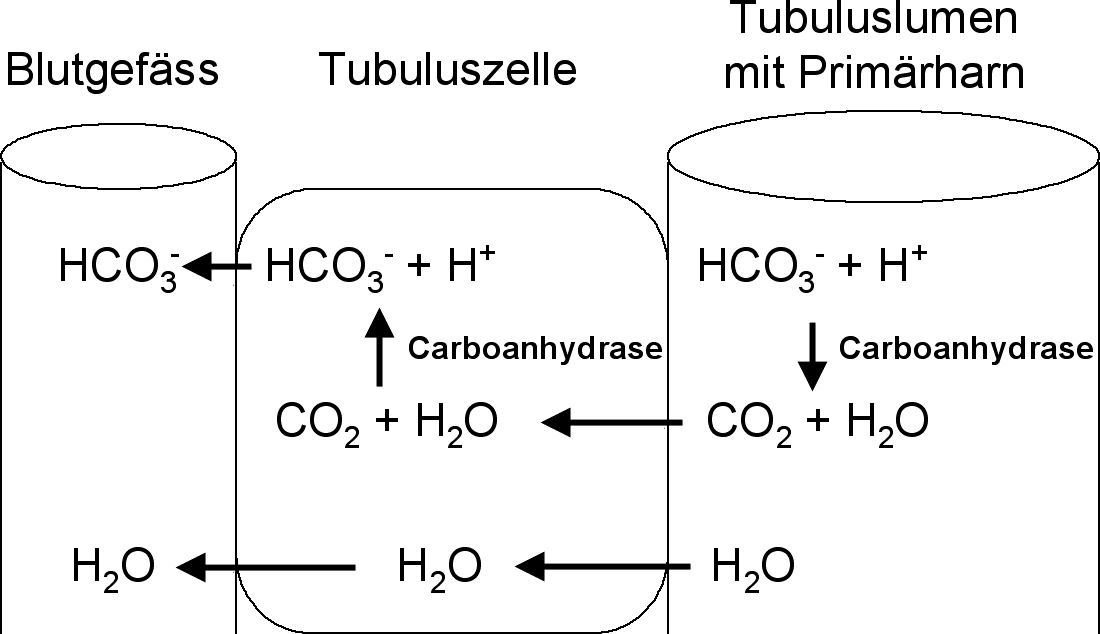 Blutgefäss
Tubuluszelle
Tubuluslumen
mit Primärharn
HCO₃⁻
HCO₃⁻ + H⁺
HCO₃⁻ + H⁺
Carboanhydrase
Carboanhydrase
CO₂ + H₂O
CO₂ + H₂O
H₂O
H₂O
H₂O